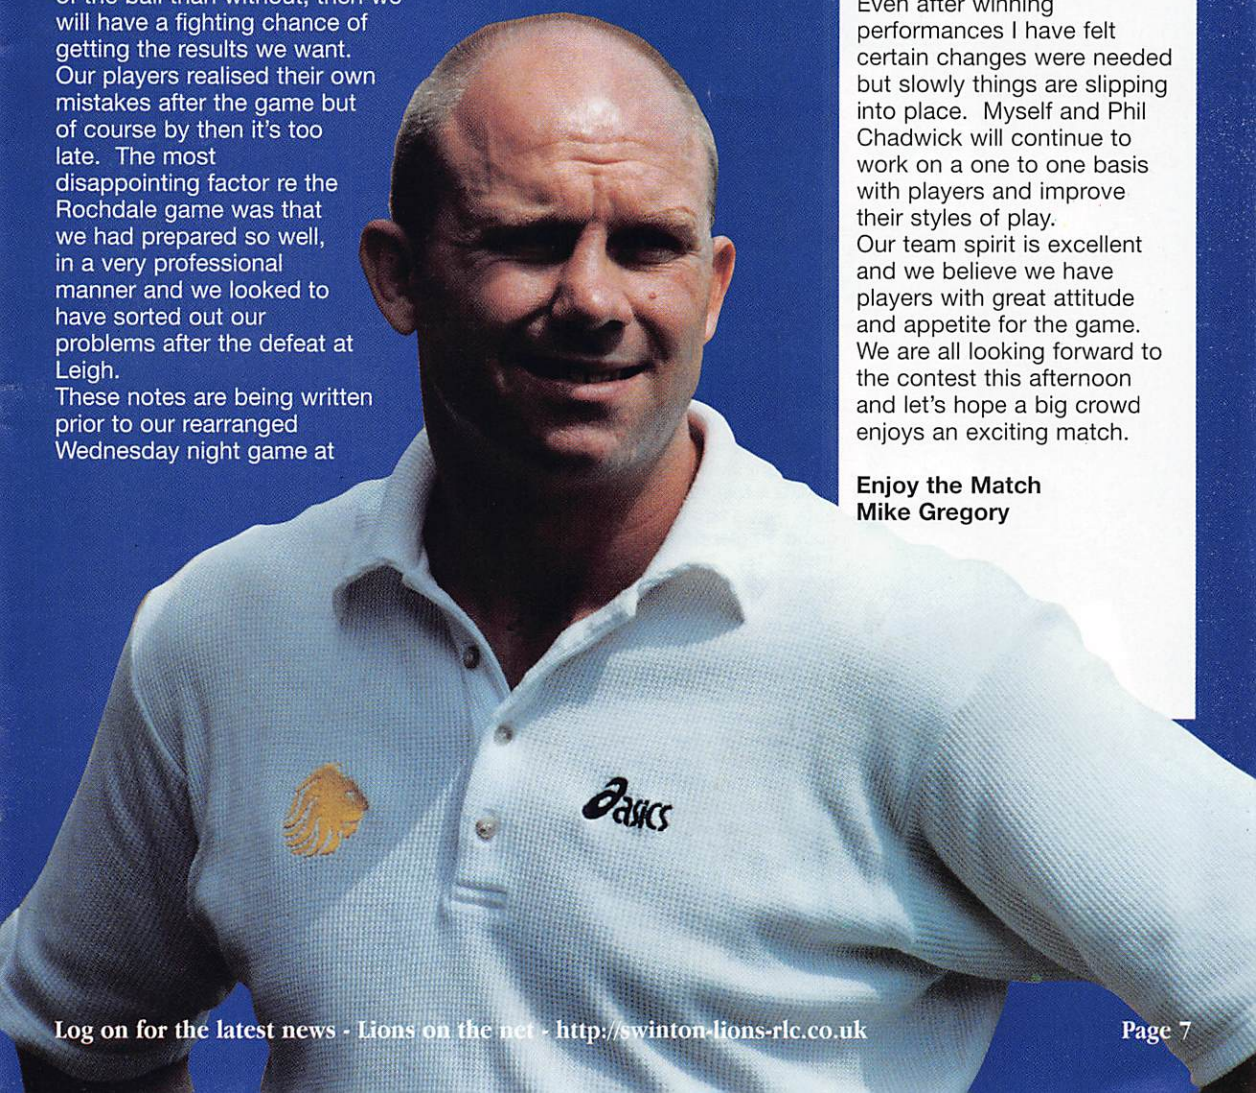 of the ball than without, then we
will have a fighting chance of
getting the results we want.
Our players realised their own
mistakes after the game but
of course by then it's too
late.  The most
disappointing factor re the
Rochdale game was that
we had prepared so well,
in a very professional
manner and we looked to
have sorted out our
problems after the defeat at
Leigh.
These notes are being written
prior to our rearranged
Wednesday night game at
Even after winning
performances I have felt
certain changes were needed
but slowly things are slipping
into place.  Myself and Phil
Chadwick will continue to
work on a one to one basis
with players and improve
their styles of play.
Our team spirit is excellent
and we believe we have
players with great attitude
and appetite for the game.
We are all looking forward to
the contest this afternoon
and let's hope a big crowd
enjoys an exciting match.
Enjoy the Match
Mike Gregory
asics
Log on for the latest news - Lions on the net - http://swinton-lions-rlc.co.uk
Page 7